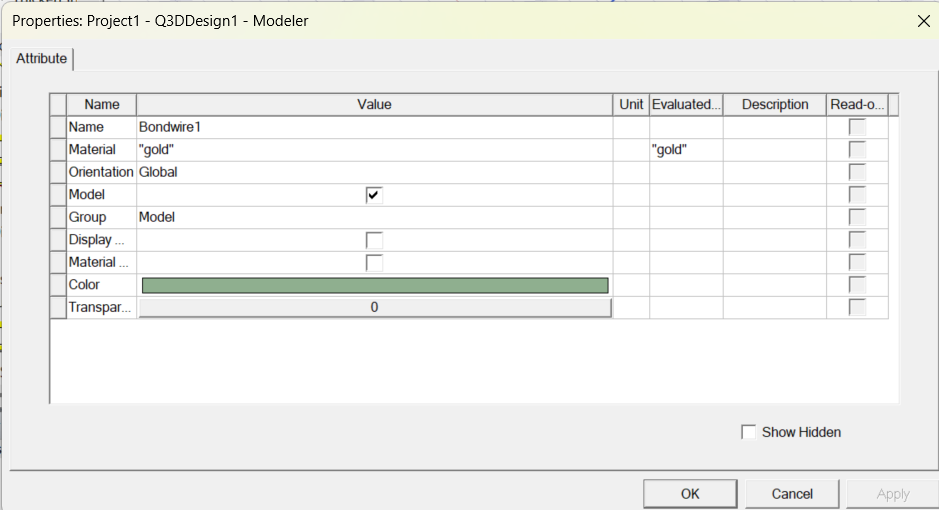 Properties: Project1 - Q3DDesign1 - Modeler
Attribute
Name Value Unit Evaluated... Description Read-o...
Name Bondwire1
Material "gold" "gold"
Orientation Global
Model
Group Model
Display ...
Material ...
Color
Transpar... 0
Show Hidden
OK Cancel Apply